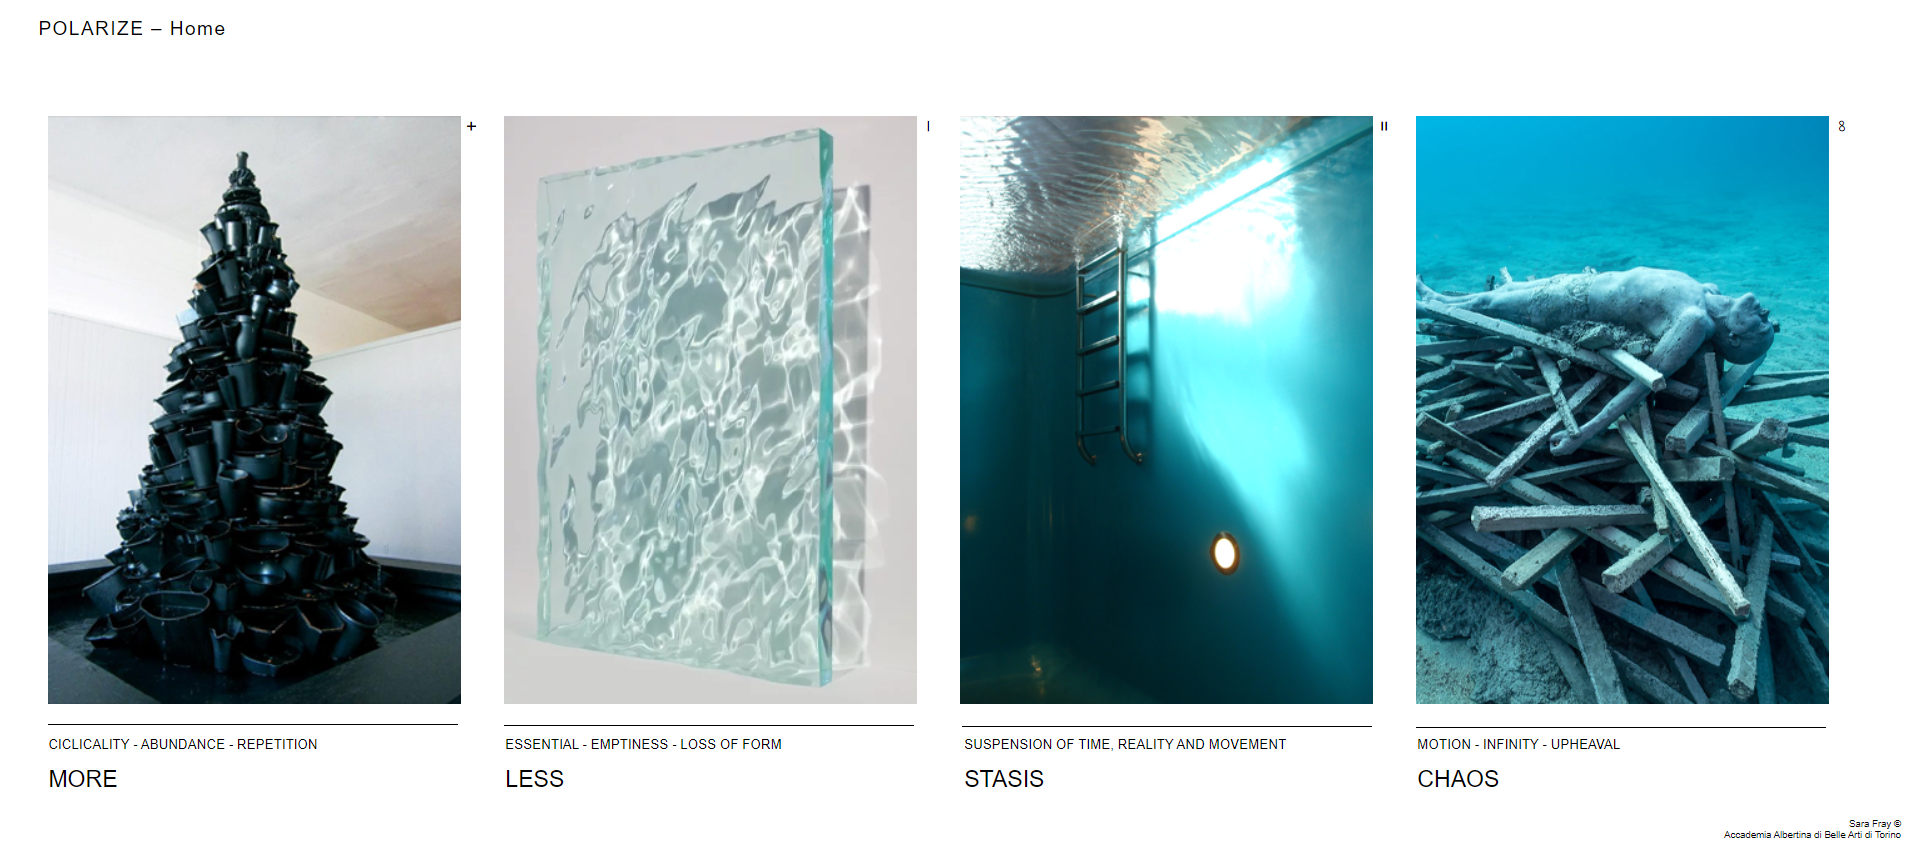 POLARIZE – Home
+
I
II
8
CICLICALITY - ABUNDANCE - REPETITION
MORE
ESSENTIAL - EMPTINESS - LOSS OF FORM
LESS
SUSPENSION OF TIME, REALITY AND MOVEMENT
STASIS
MOTION - INFINITY - UPHEAVAL
CHAOS
Sara Fray ©
Accademia Albertina di Belle Arti di Torino